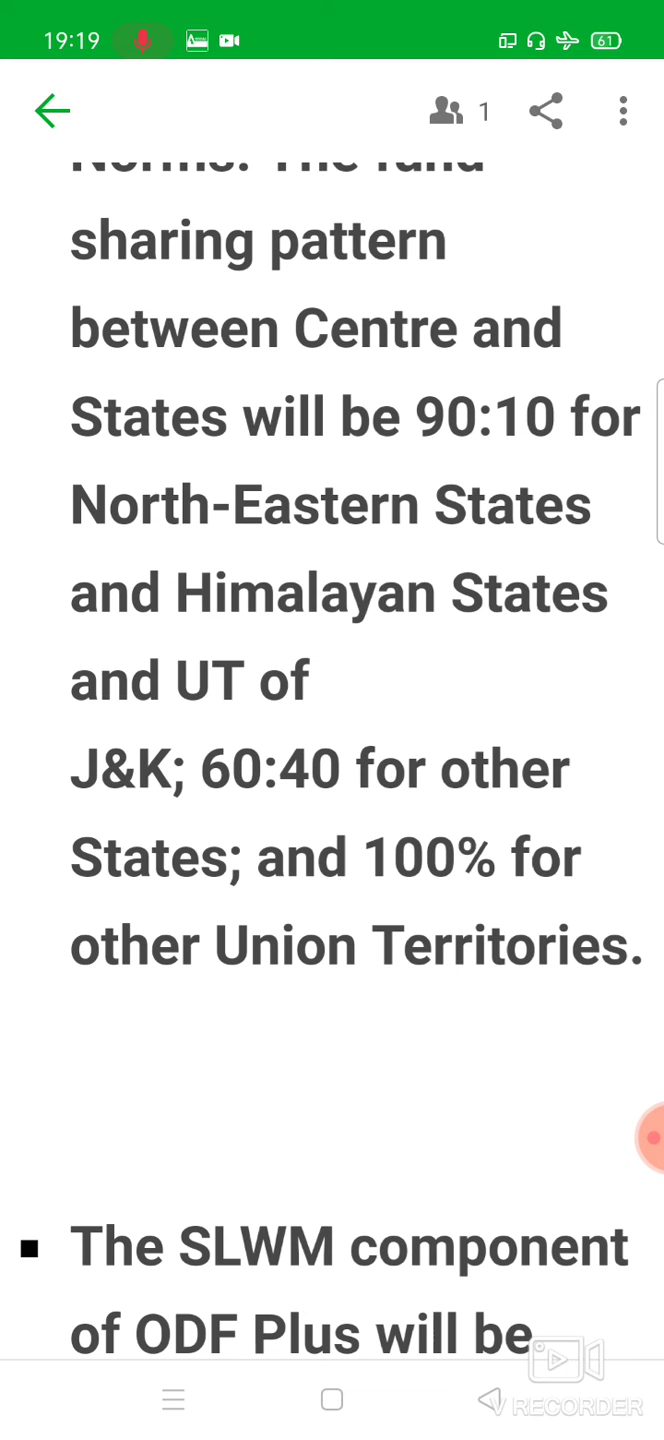 19:19
61
1
sharing pattern
between Centre and
States will be 90:10 for
North-Eastern States
and Himalayan States
and UT of
J&K; 60:40 for other
States; and 100% for
other Union Territories.
▪ The SLWM component
of ODF Plus will be
V RECORDER